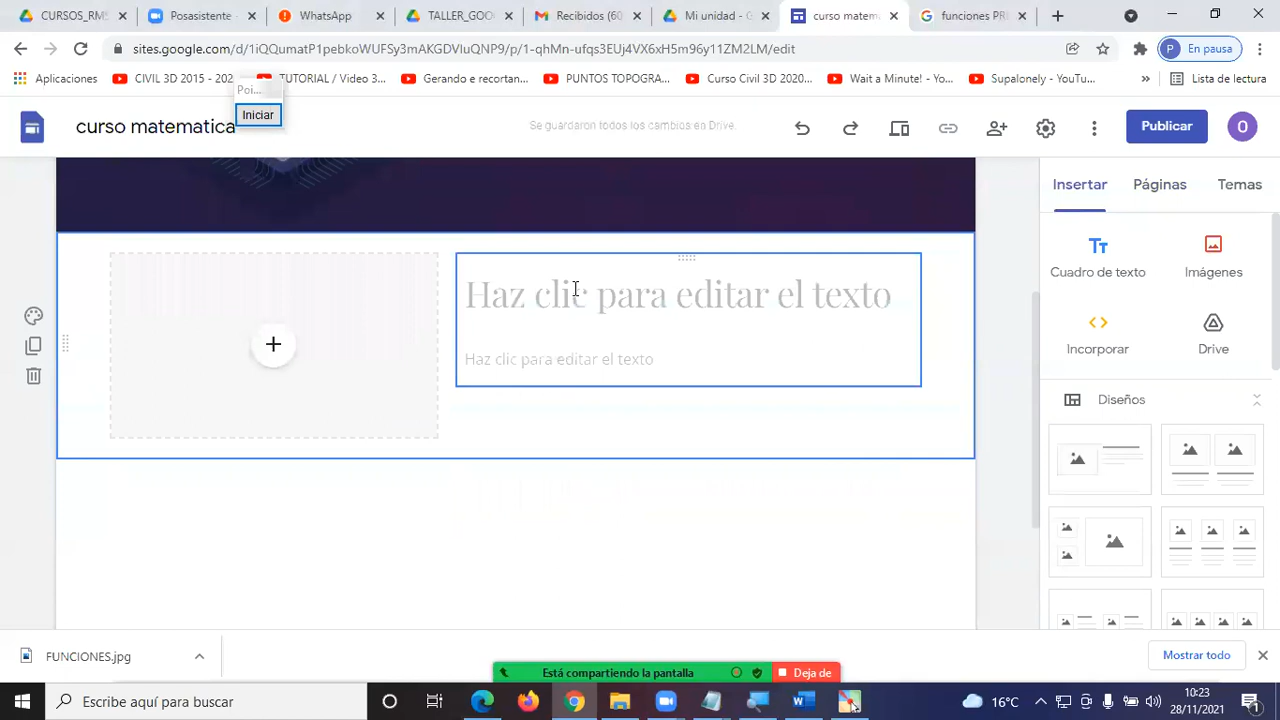 CURSOS_RM
Posasistente -
WhatsApp
TALLER_GOO
Recibidos (60
Mi unidad - G
curso matem
funciones PR
sites.google.com/d/1iQQumatP1pebkoWUFSy3mAKGDVluQNP9/p/1-qhMn-ufqs3EUj4VX6xH5m96y11ZM2LM/edit
En pausa
Aplicaciones
CIVIL 3D 2015 - 202
TUTORIAL / Video 3...
Gerando e recortan...
PUNTOS TOPOGRA...
Curso Civil 3D 2020...
Wait a Minute! - Yo...
Supalonely - YouTu...
»
Lista de lectura
Poi...
Iniciar
curso matematica
Se guardaron todos los cambios en Drive.
Publicar
O
Insertar
Páginas
Temas
Haz clic para editar el texto
Haz clic para editar el texto
Cuadro de texto
Imágenes
Incorporar
Drive
Diseños
FUNCIONES.jpg
Mostrar todo
Está compartiendo la pantalla
Deja de
Escribe aquí para buscar
16°C
10:23
28/11/2021